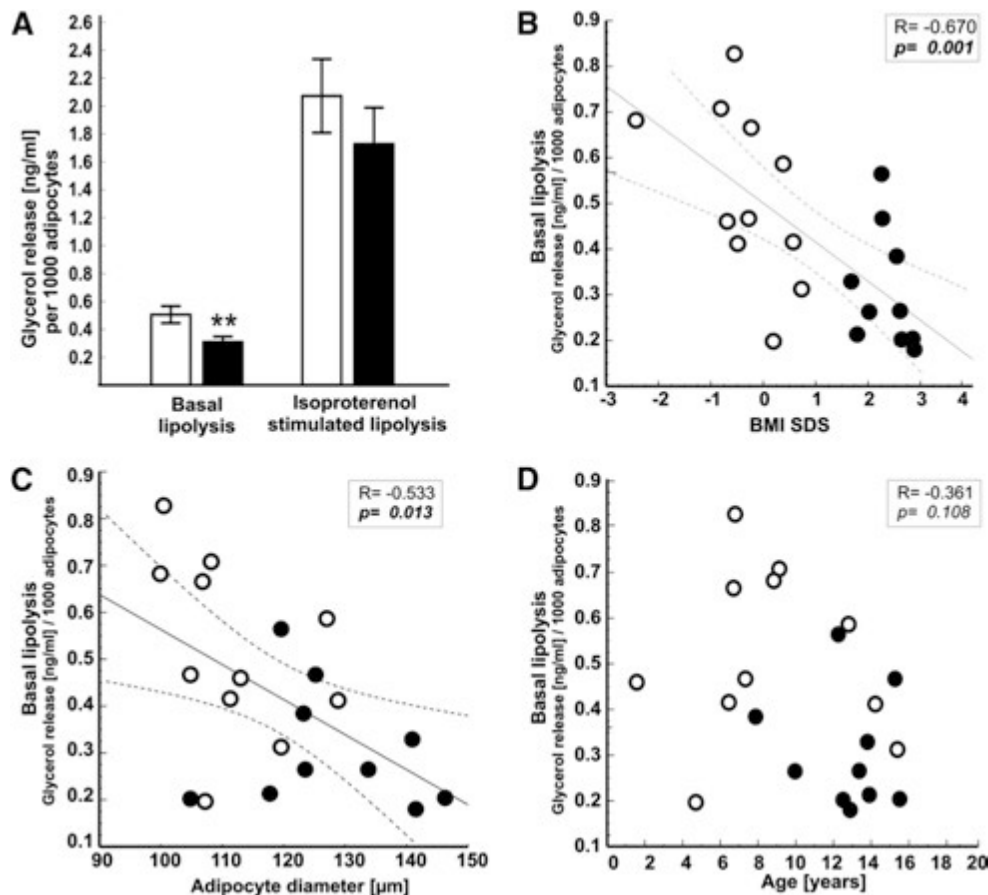 A
Glycerol release [ng/ml]
per 1000 adipocytes
2.6
2.4
2.2
2.0
1.8
1.6
1.4
1.2
1.0
0.8
0.6
0.4
0.2
**
Basal
lipolysis
Isoproterenol
stimulated lipolysis
B
Basal lipolysis
Glycerol release [ng/ml] / 1000 adipocytes
0.9
0.8
0.7
0.6
0.5
0.4
0.3
0.2
0.1
R= -0.670
p= 0.001
-3 -2 -1 0 1 2 3 4
BMI SDS
C
Basal lipolysis
Glycerol release [ng/ml] / 1000 adipocytes
0.9
0.8
0.7
0.6
0.5
0.4
0.3
0.2
0.1
R= -0.533
p= 0.013
90 100 110 120 130 140 150
Adipocyte diameter [µm]
D
Basal lipolysis
Glycerol release [ng/ml] / 1000 adipocytes
0.9
0.8
0.7
0.6
0.5
0.4
0.3
0.2
0.1
R= -0.361
p= 0.108
0 2 4 6 8 10 12 14 16 18 20
Age [years]